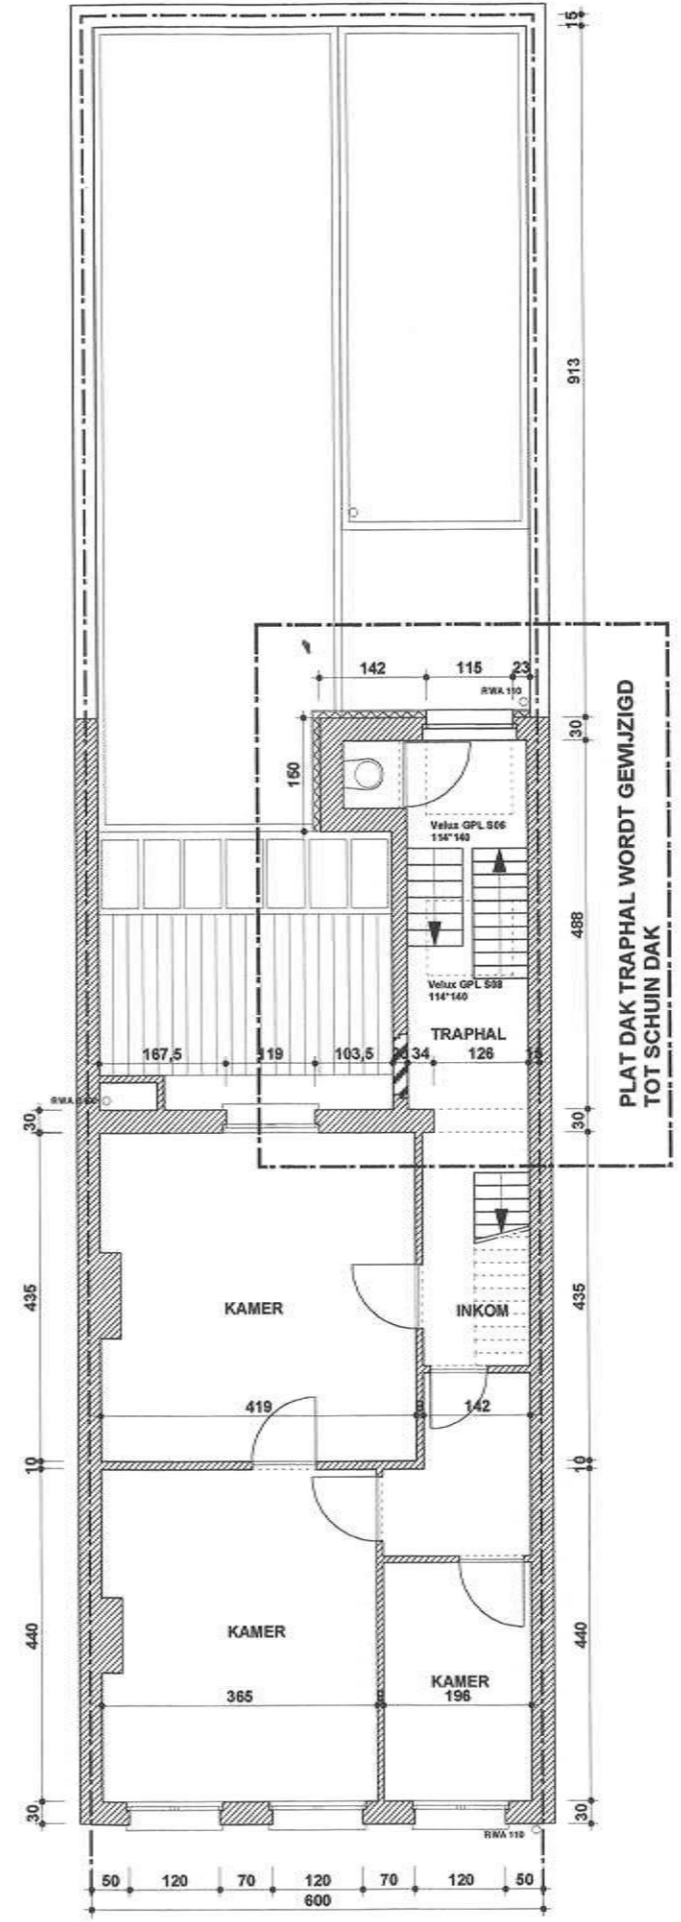 15
913
142 115 23
RWA 110
30
150
Velux GPL S06
114*140
488
PLAT DAK TRAPHAL WORDT GEWIJZIGD
TOT SCHUIN DAK
Velux GPL S08
114*140
TRAPHAL
167,5 119 103,5 34 126 15
30 30
435 KAMER INKOM 435
419 8 142
10 10
440 KAMER 440
KAMER
365 196
30 30
RWA 110
50 120 70 120 70 120 50
600